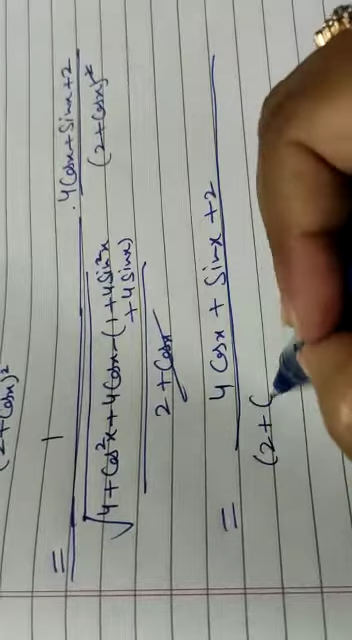 (2+Cosx)²
= 1 . 4Cosx+Sinx+2
√4+Cos²x+4Cosx-(1+4Sin²x (2+Cosx)²
+4Sinx)
2+Cosx
= 4Cosx + Sinx +2
(2+C